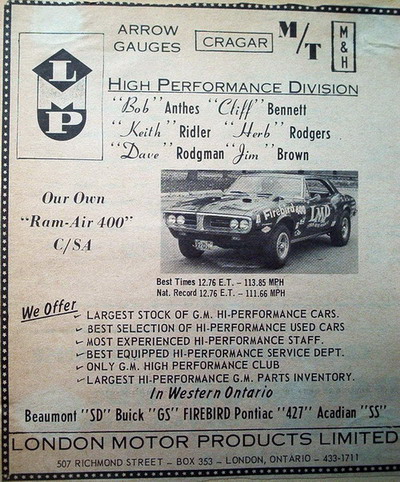 ARROW
GAUGES
CRAGAR
M/T
M&H
LMP
HIGH PERFORMANCE DIVISION
"Bob" Anthes "Cliff" Bennett
"Keith" Ridler "Herb" Rodgers
"Dave" Rodgman "Jim" Brown
Our Own
"Ram-Air 400"
C/SA
Firebird 400
LMP
Best Times 12.76 E.T. – 113.85 MPH
Nat. Record 12.76 E.T. – 111.66 MPH
We Offer
LARGEST STOCK OF G.M. HI-PERFORMANCE CARS.
BEST SELECTION OF HI-PERFORMANCE USED CARS
MOST EXPERIENCED HI-PERFORMANCE STAFF.
BEST EQUIPPED HI-PERFORMANCE SERVICE DEPT.
ONLY G.M. HIGH PERFORMANCE CLUB
LARGEST HI-PERFORMANCE G.M. PARTS INVENTORY.
In Western Ontario
Beaumont "SD" Buick "GS" FIREBIRD Pontiac "427" Acadian "SS"
LONDON MOTOR PRODUCTS LIMITED
507 RICHMOND STREET – BOX 353 – LONDON, ONTARIO – 433-1711